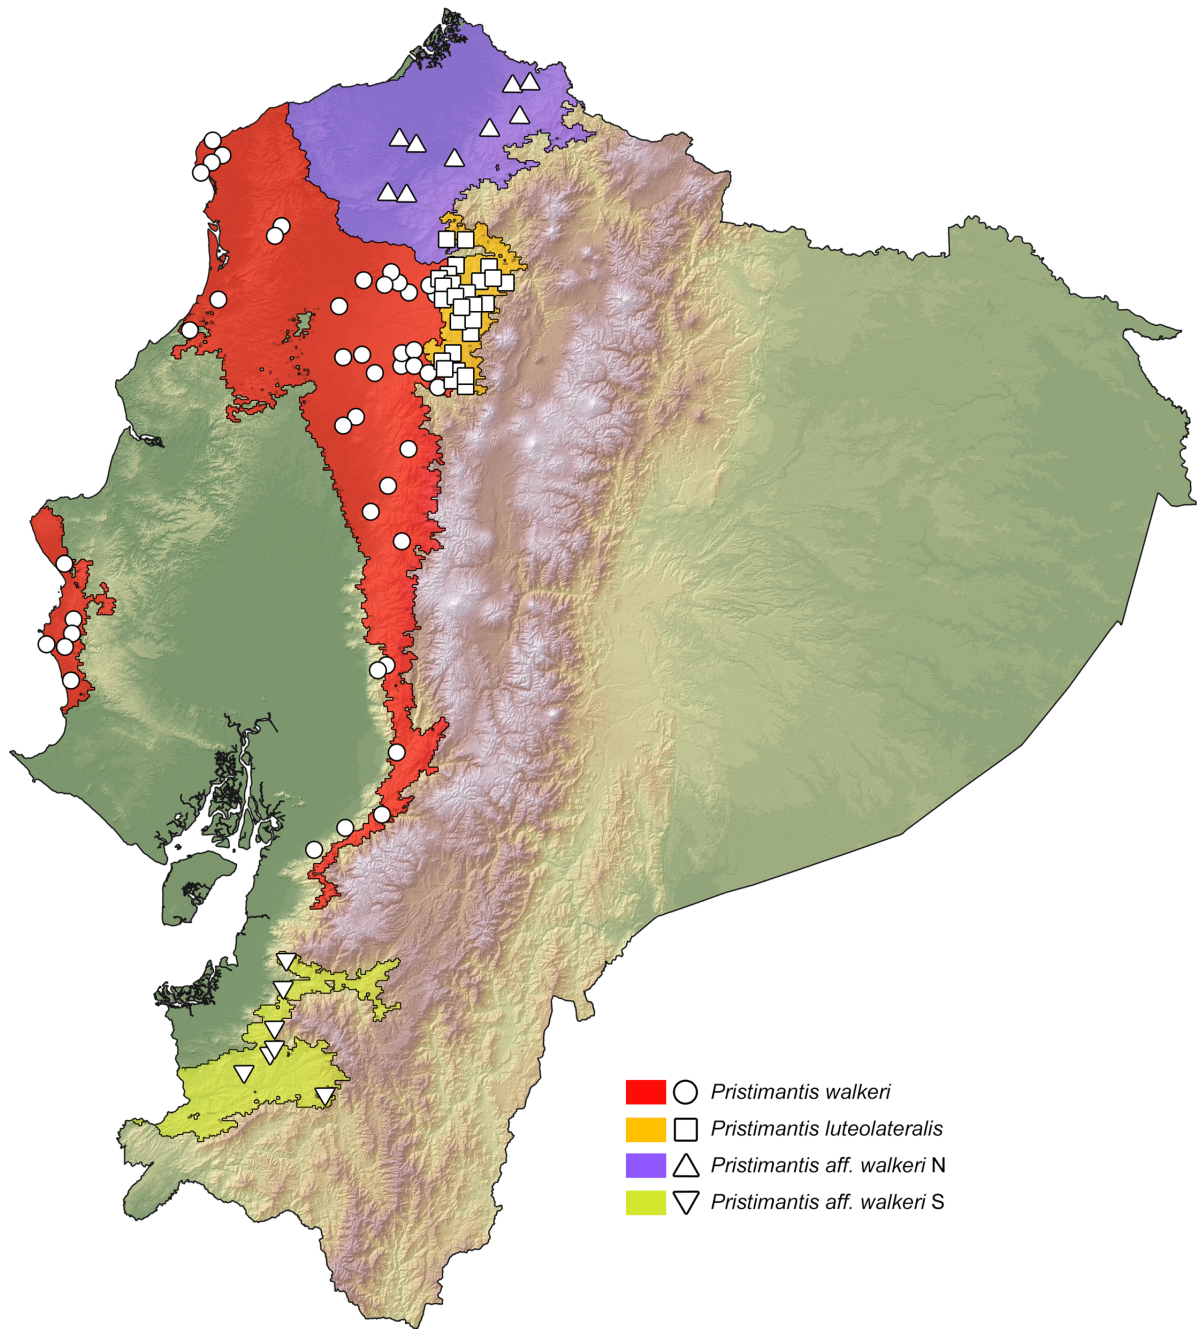 Pristimantis walkeri
Pristimantis luteolateralis
Pristimantis aff. walkeri N
Pristimantis aff. walkeri S